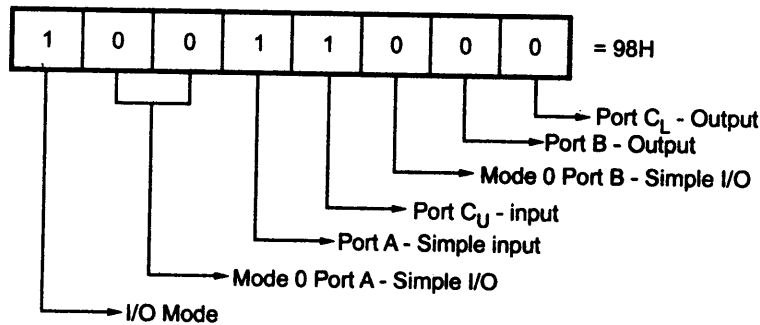 1 0 0 1 1 0 0 0 = 98H
Port CL - Output
Port B - Output
Mode 0 Port B - Simple I/O
Port CU - input
Port A - Simple input
Mode 0 Port A - Simple I/O
I/O Mode